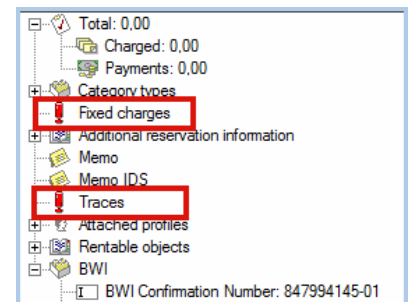 Total: 0,00
Charged: 0,00
Payments: 0,00
Category types
Fixed charges
Additional reservation information
Memo
Memo IDS
Traces
Attached profiles
Rentable objects
BWI
BWI Confirmation Number: 847994145-01